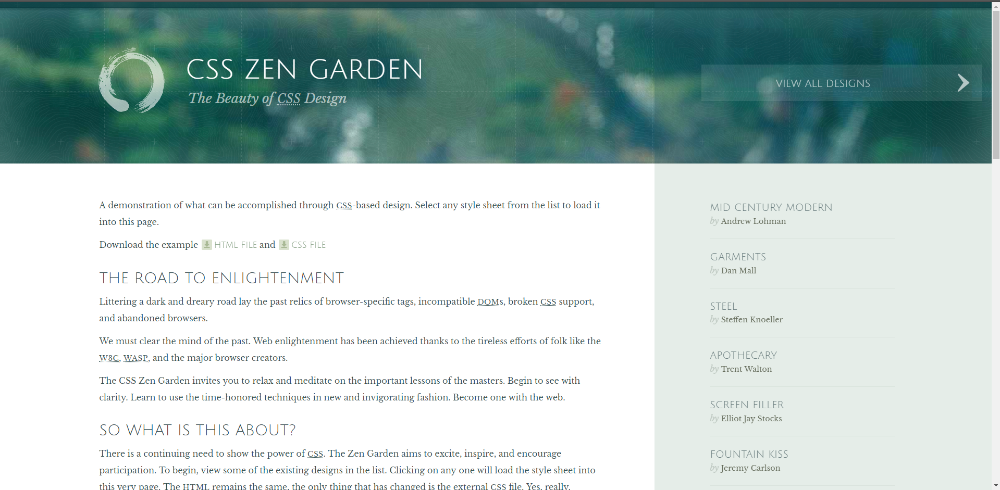 CSS ZEN GARDEN
The Beauty of CSS Design
VIEW ALL DESIGNS
A demonstration of what can be accomplished through CSS-based design. Select any style sheet from the list to load it
into this page.
Download the example HTML FILE and CSS FILE
THE ROAD TO ENLIGHTENMENT
Littering a dark and dreary road lay the past relics of browser-specific tags, incompatible DOMs, broken CSS support,
and abandoned browsers.
We must clear the mind of the past. Web enlightenment has been achieved thanks to the tireless efforts of folk like the
W3C, WASP, and the major browser creators.
The CSS Zen Garden invites you to relax and meditate on the important lessons of the masters. Begin to see with
clarity. Learn to use the time-honored techniques in new and invigorating fashion. Become one with the web.
SO WHAT IS THIS ABOUT?
There is a continuing need to show the power of CSS. The Zen Garden aims to excite, inspire, and encourage
participation. To begin, view some of the existing designs in the list. Clicking on any one will load the style sheet into
this very page. The HTML remains the same, the only thing that has changed is the external CSS file. Yes, really.
MID CENTURY MODERN
by Andrew Lohman
GARMENTS
by Dan Mall
STEEL
by Steffen Knoeller
APOTHECARY
by Trent Walton
SCREEN FILLER
by Elliot Jay Stocks
FOUNTAIN KISS
by Jeremy Carlson